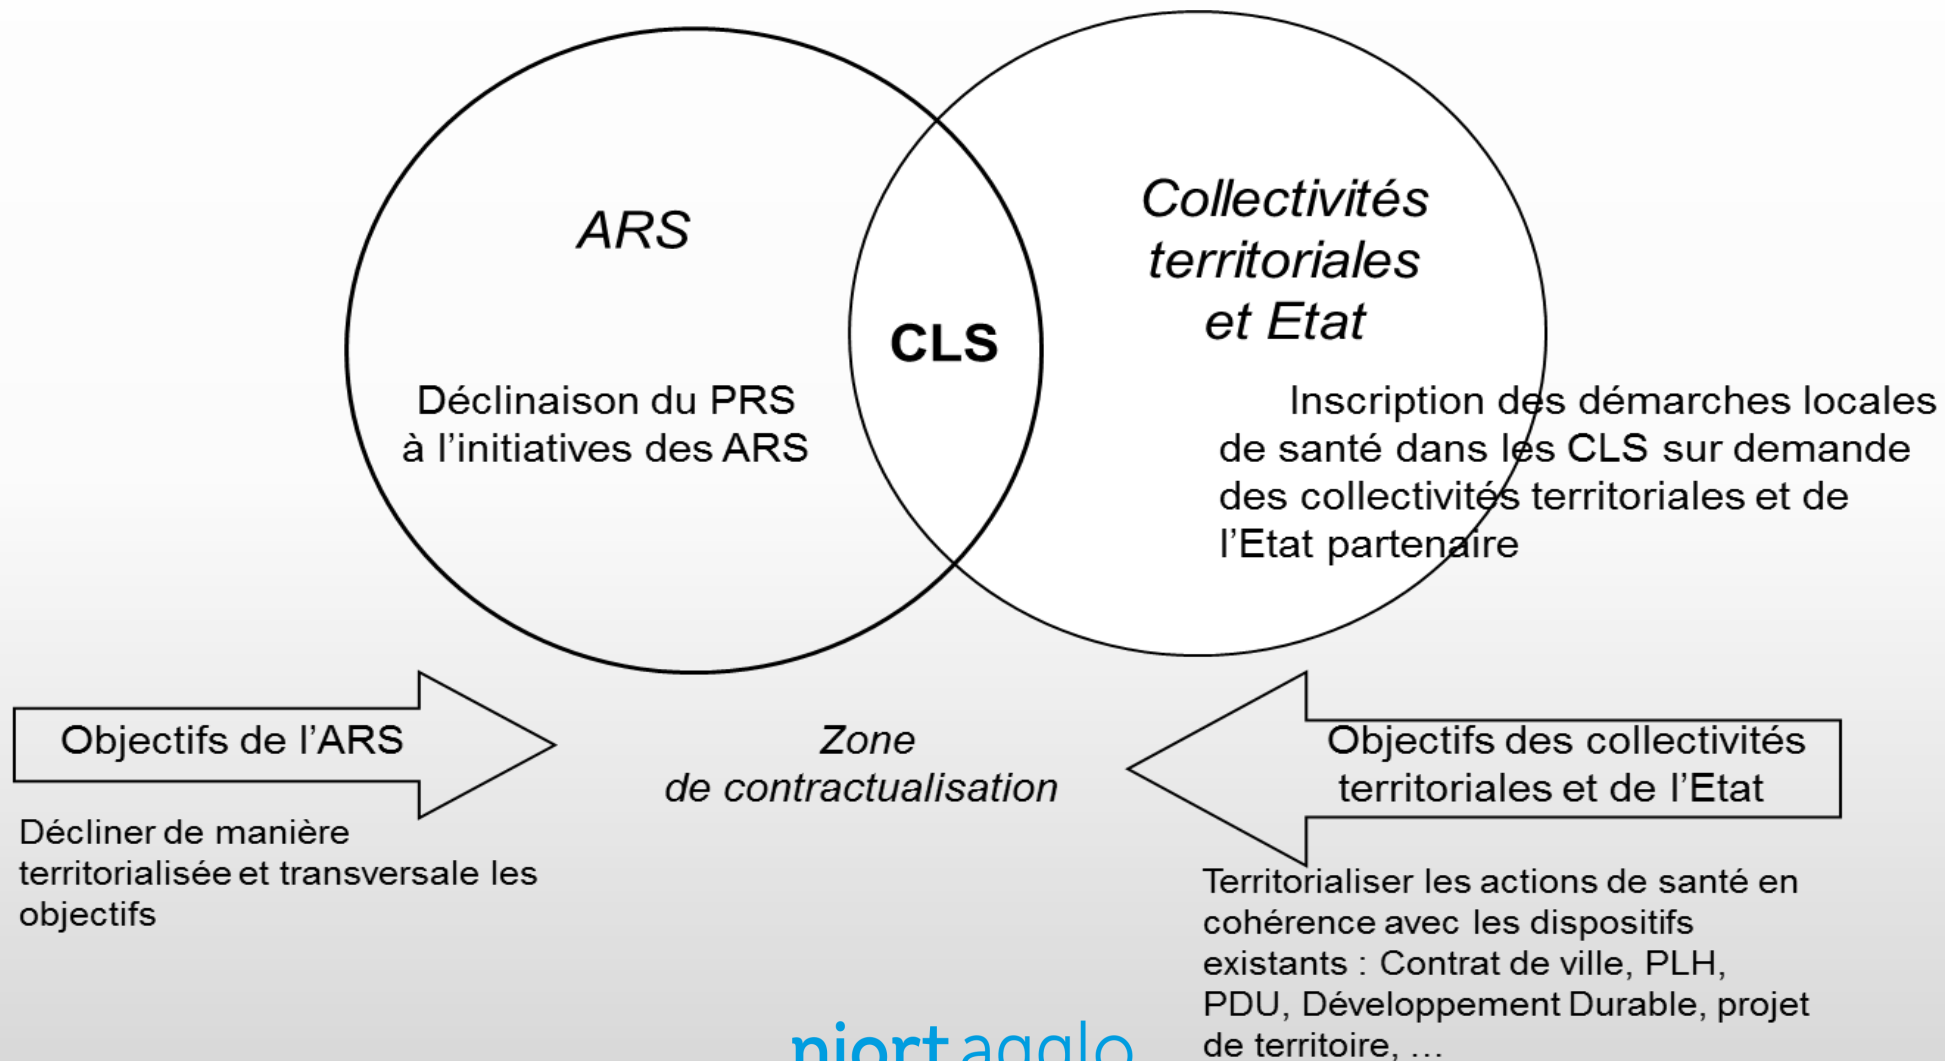 ARS
Déclinaison du PRS
à l’initiatives des ARS
CLS
Collectivités
territoriales
et Etat
Inscription des démarches locales
de santé dans les CLS sur demande
des collectivités territoriales et de
l’Etat partenaire
Objectifs de l’ARS
Décliner de manière
territorialisée et transversale les
objectifs
Zone
de contractualisation
Objectifs des collectivités
territoriales et de l’Etat
Territorialiser les actions de santé en
cohérence avec les dispositifs
existants : Contrat de ville, PLH,
PDU, Développement Durable, projet
de territoire, …
niort agglo